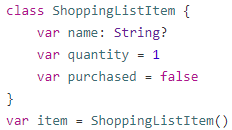 class ShoppingListItem {
    var name: String?
    var quantity = 1
    var purchased = false
}
var item = ShoppingListItem()